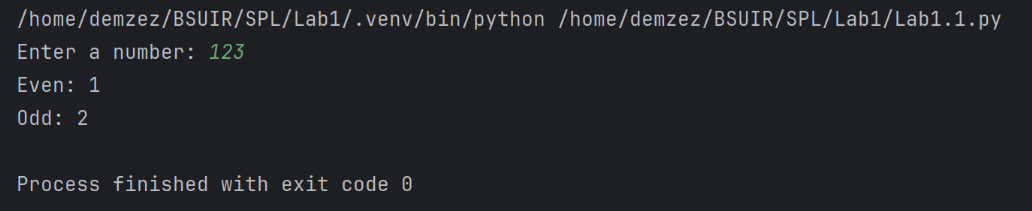 /home/demzez/BSUIR/SPL/Lab1/.venv/bin/python /home/demzez/BSUIR/SPL/Lab1/Lab1.1.py
Enter a number: 123
Even: 1
Odd: 2
Process finished with exit code 0